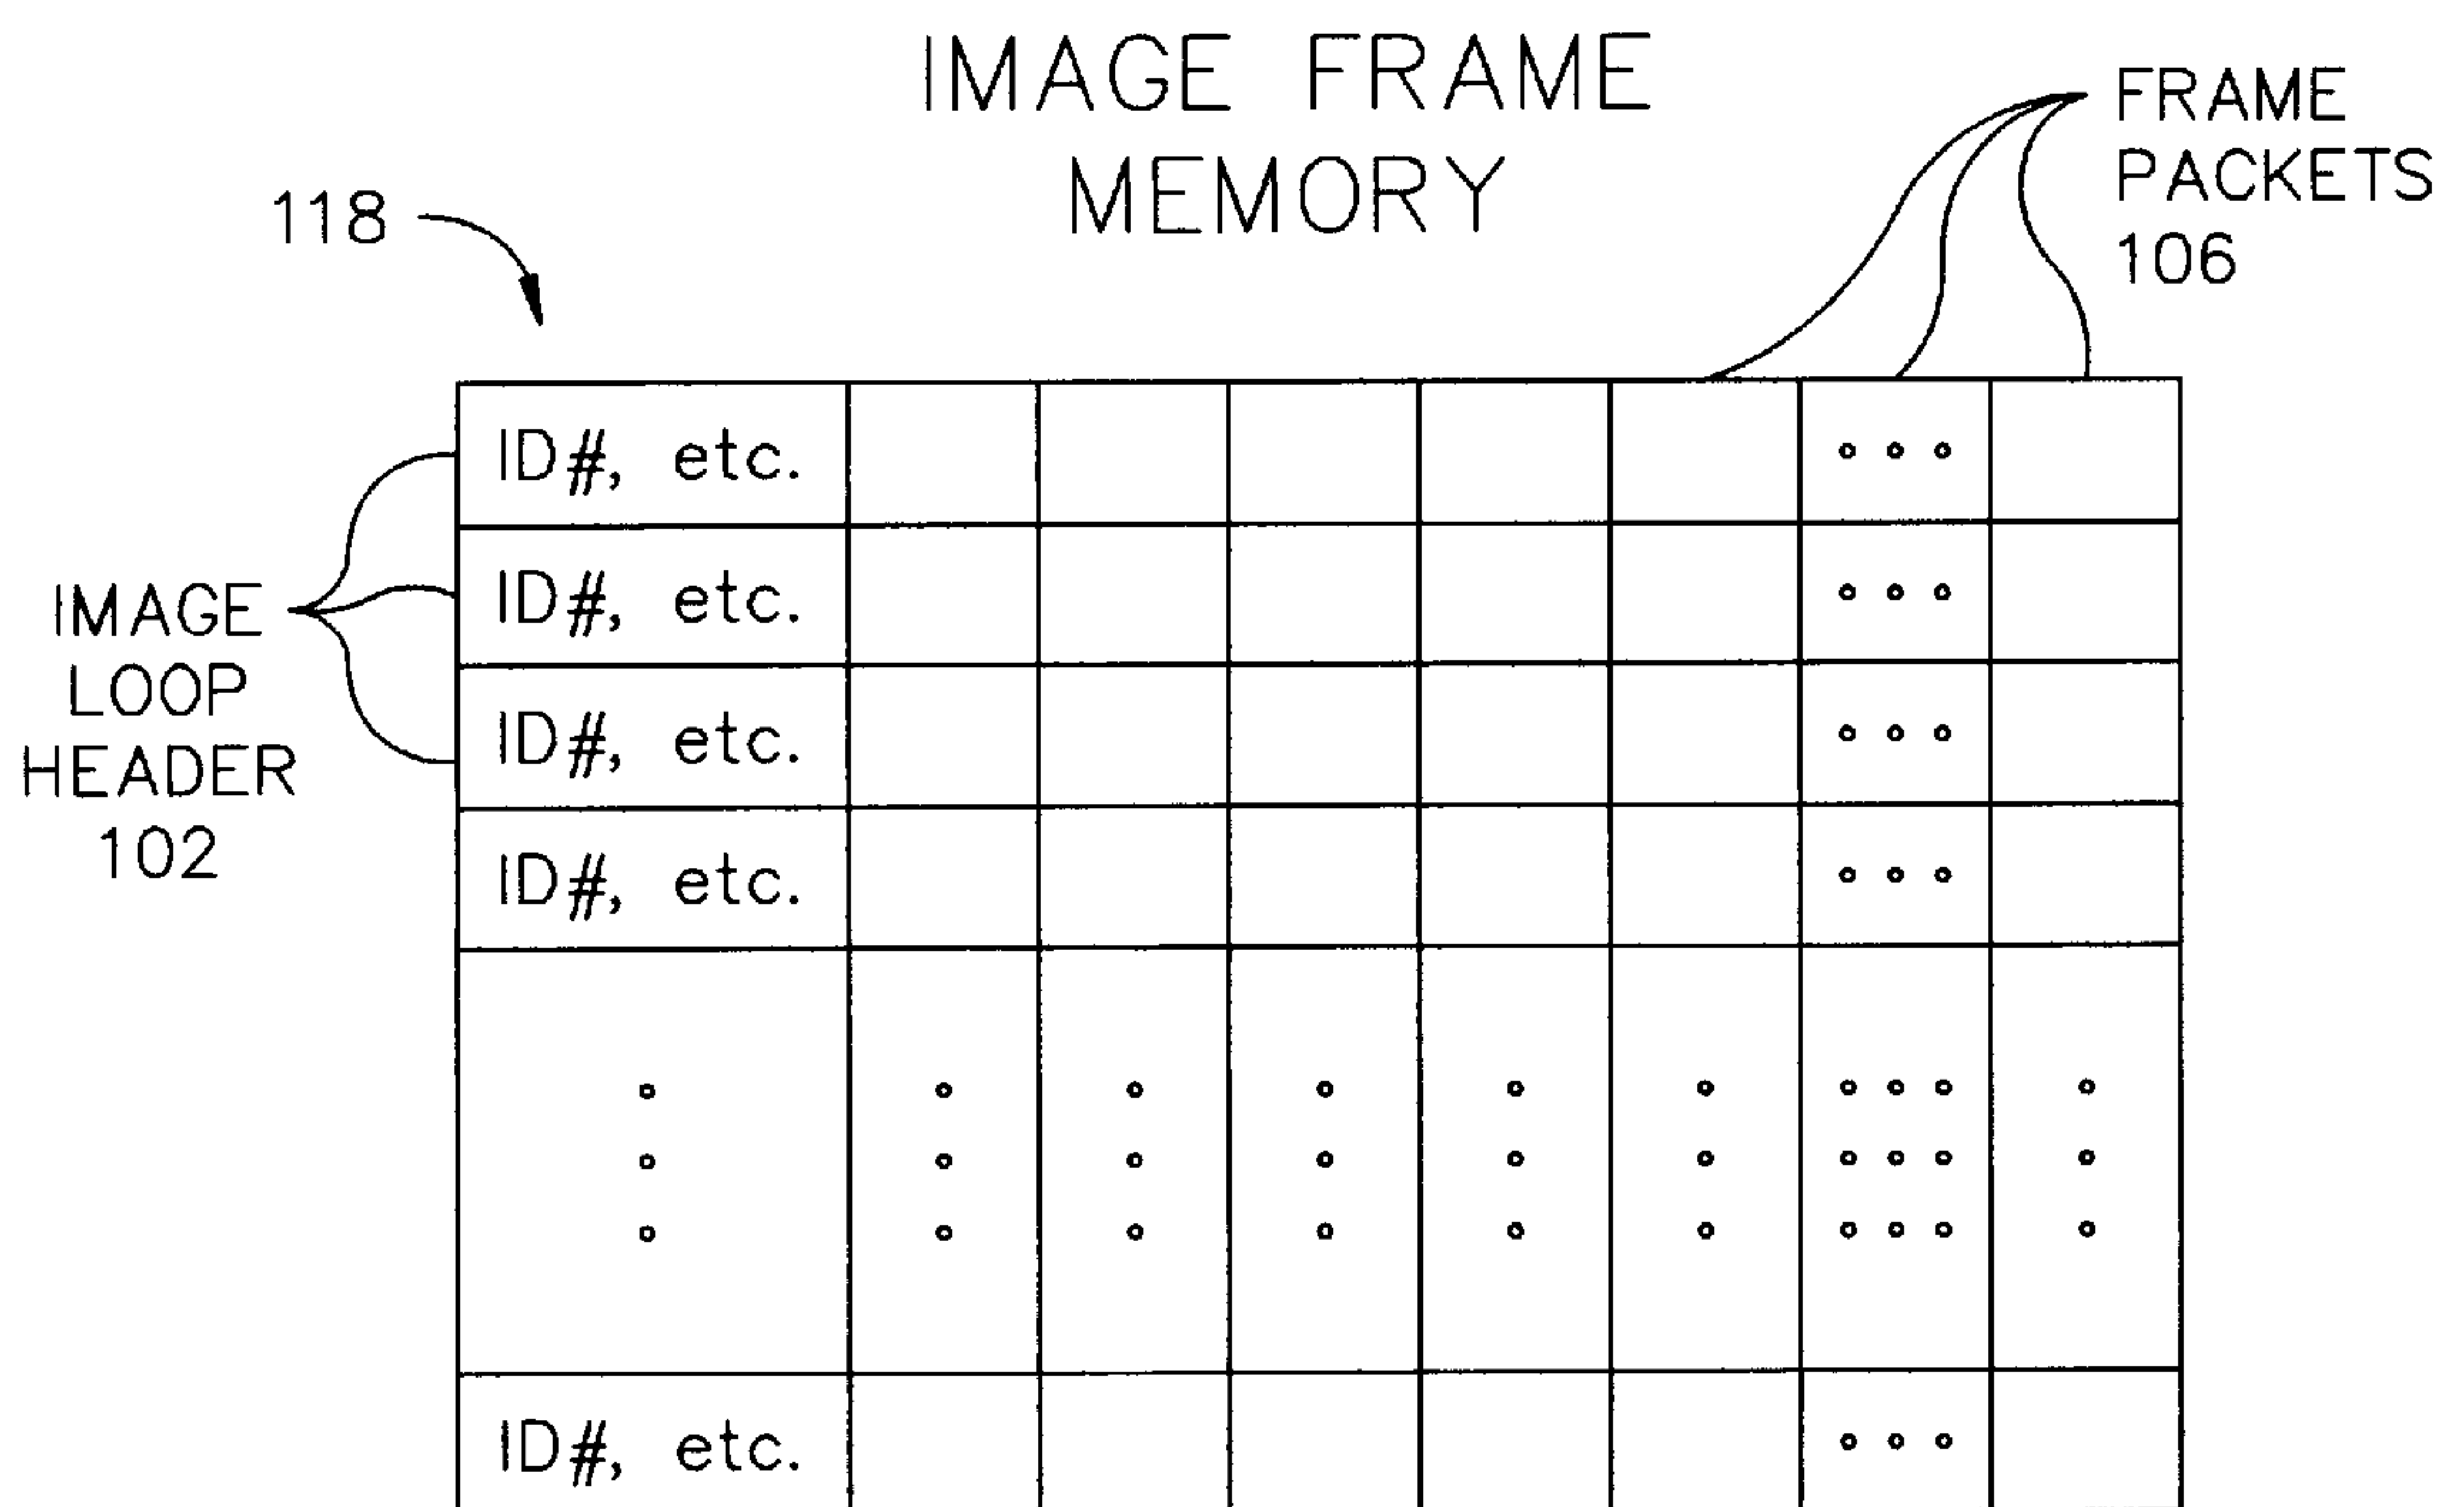 IMAGE FRAME
MEMORY
FRAME
PACKETS
106
118
IMAGE
LOOP
HEADER
102
ID#, etc.
ID#, etc.
ID#, etc.
ID#, etc.
ID#, etc.